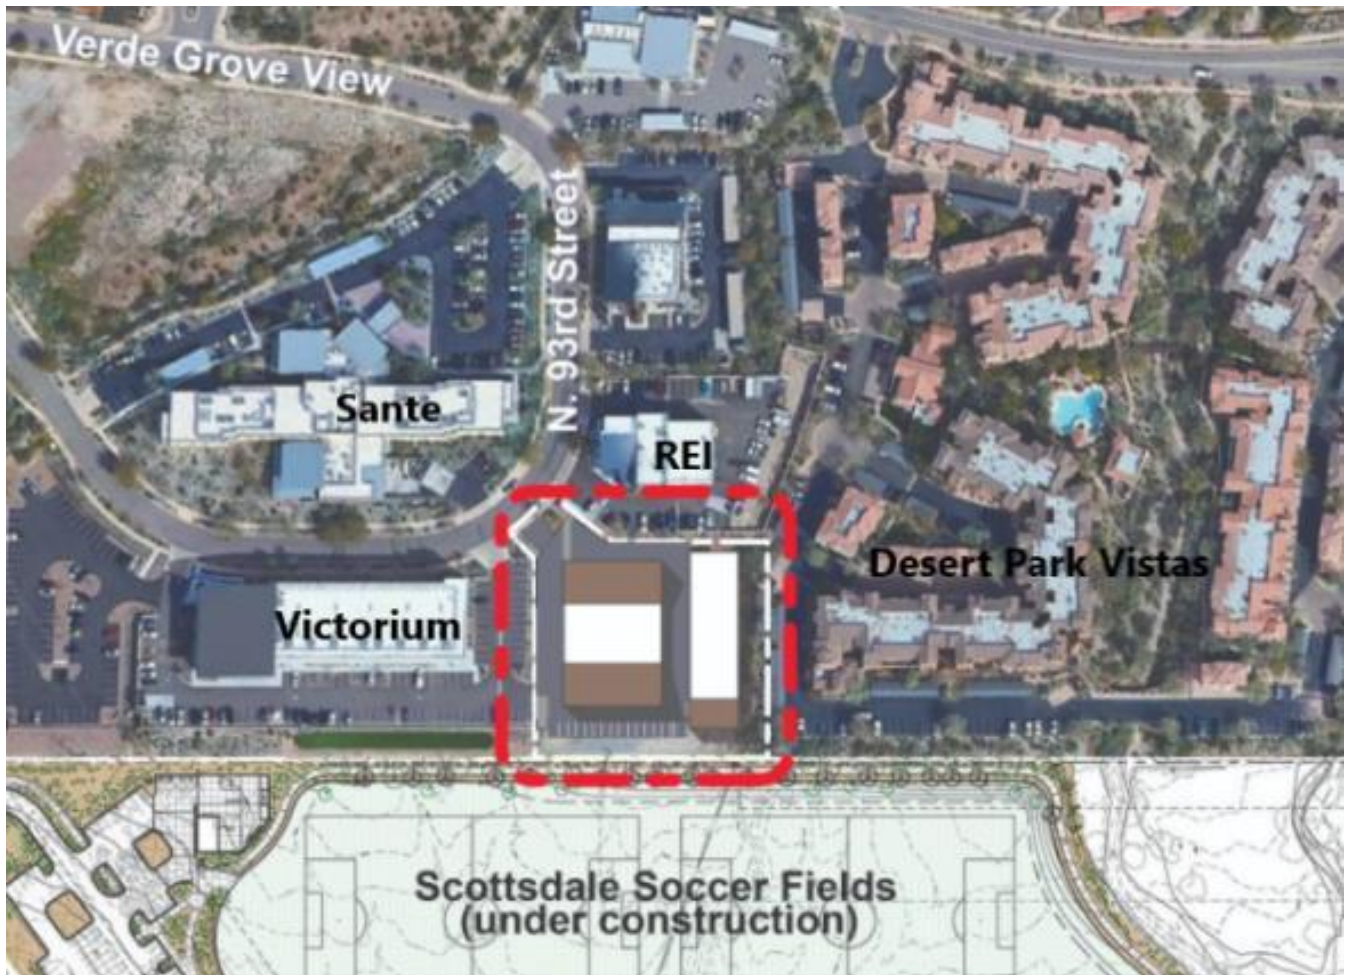 Verde Grove View
N. 93rd Street
Sante
REI
Desert Park Vistas
Victorium
Scottsdale Soccer Fields
(under construction)